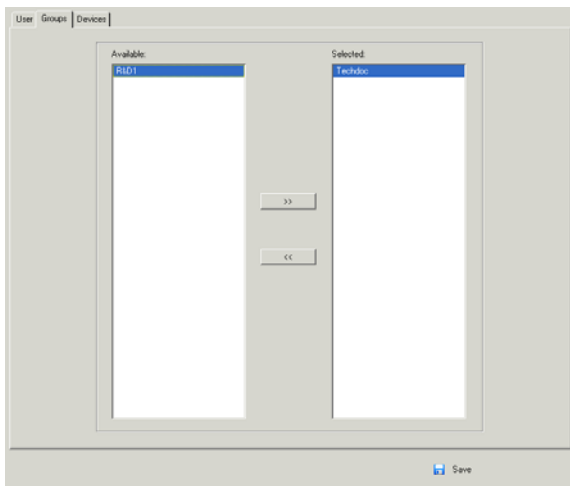 User Groups Devices
Available: Selected:
R&D1 Techdoc
>>
<<
Save